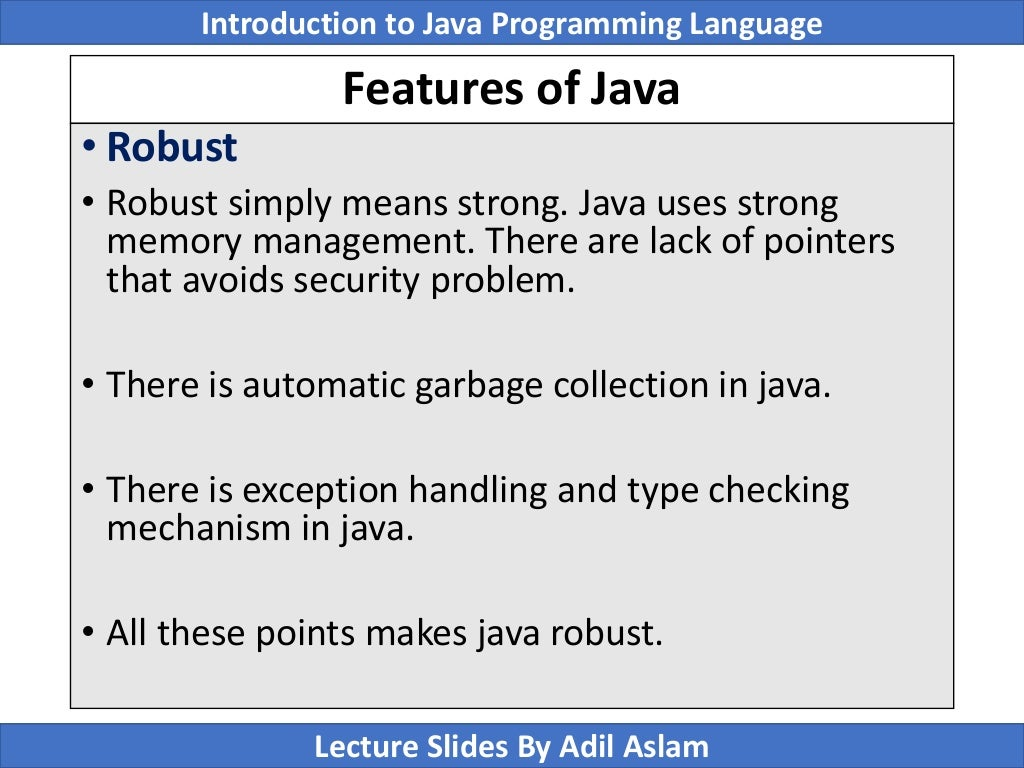 Introduction to Java Programming Language
Features of Java
• Robust
• Robust simply means strong. Java uses strong
memory management. There are lack of pointers
that avoids security problem.
• There is automatic garbage collection in java.
• There is exception handling and type checking
mechanism in java.
• All these points makes java robust.
Lecture Slides By Adil Aslam